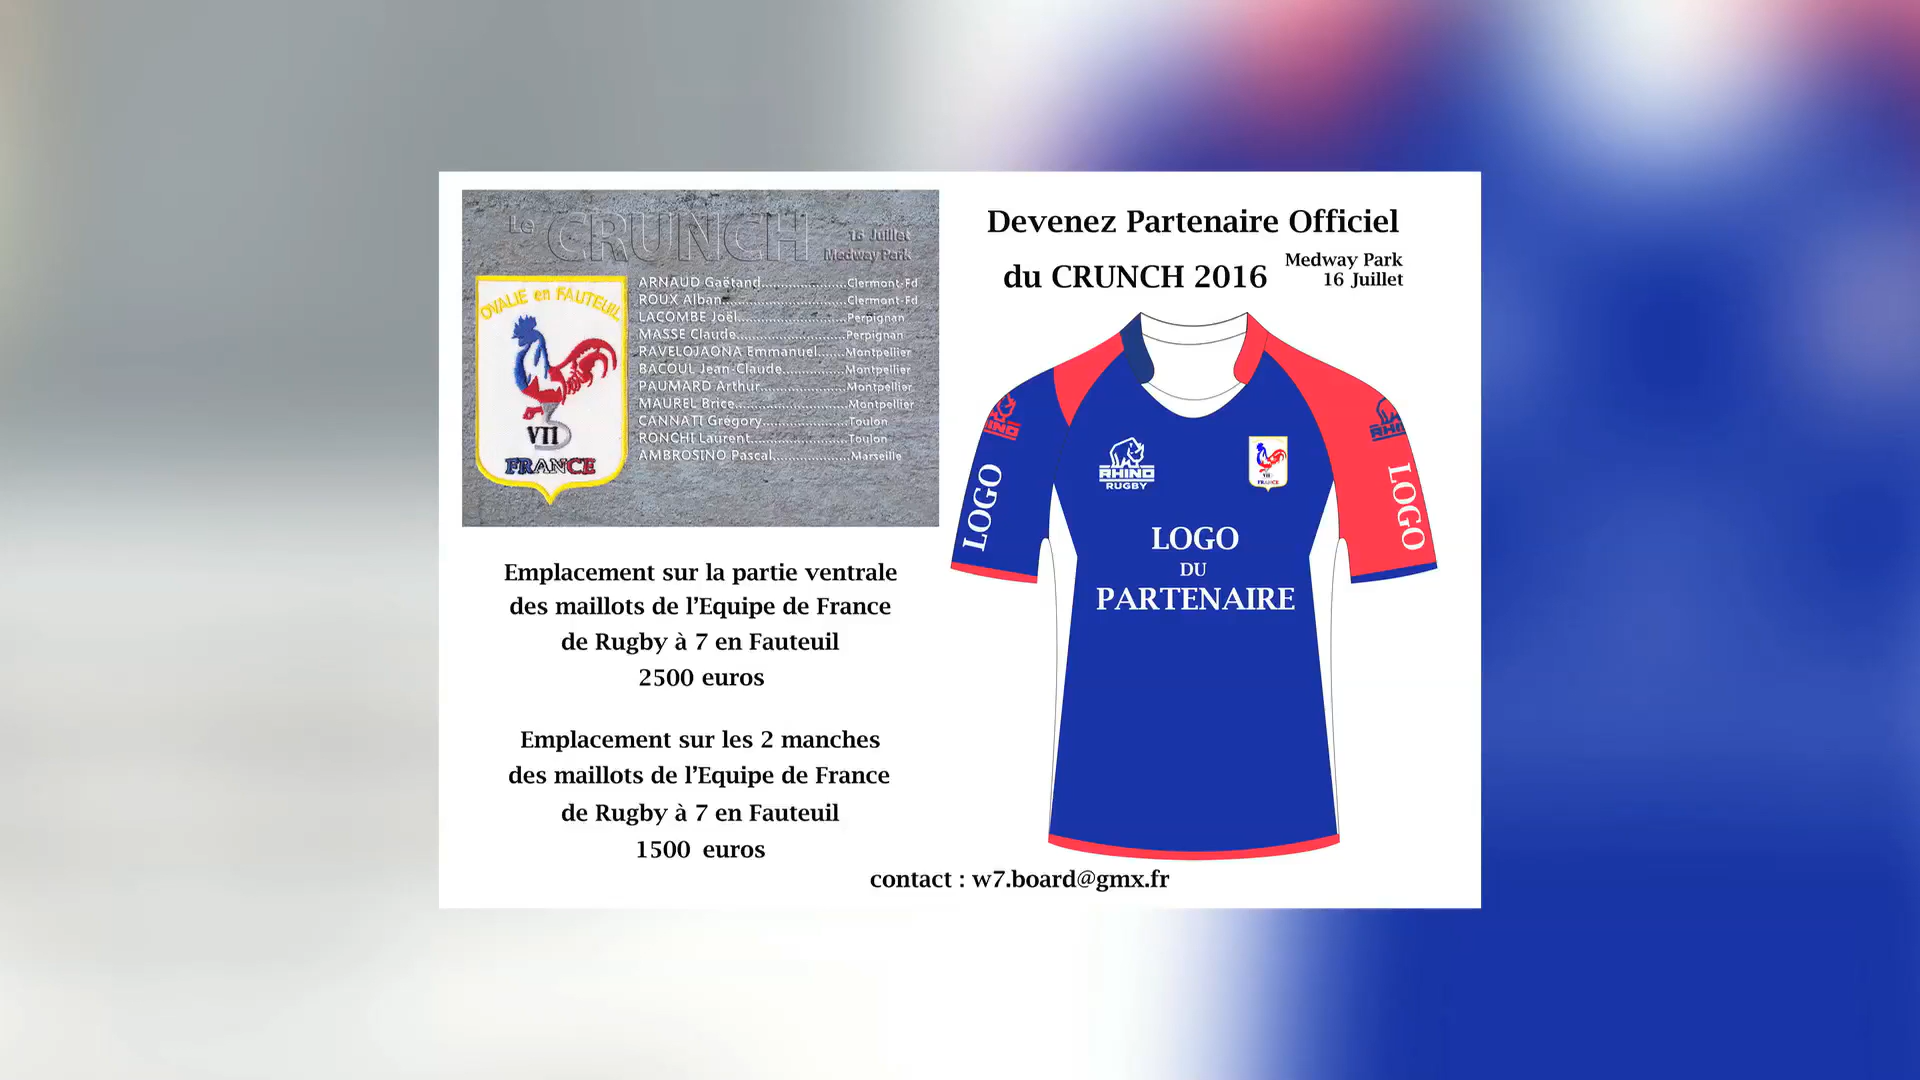 Le CRUNCH
16 Juillet
Medway Park
OVALIE en FAUTEUIL
VII
FRANCE
ARNAUD Gaëtand.....................Clermont-Fd
ROUX Alban..............................Clermont-Fd
LACOMBE Joël...........................Perpignan
MASSE Claude...........................Perpignan
RAVELOJAONA Emmanuel.......Montpellier
BACOUL Jean-Claude................Montpellier
PAUMARD Arthur.....................Montpellier
MAUREL Brice............................Montpellier
CANNATI Grégory.....................Toulon
RONCHI Laurent........................Toulon
AMBROSINO Pascal...................Marseille
Emplacement sur la partie ventrale
des maillots de l'Equipe de France
de Rugby à 7 en Fauteuil
2500 euros
Emplacement sur les 2 manches
des maillots de l'Equipe de France
de Rugby à 7 en Fauteuil
1500 euros
Devenez Partenaire Officiel
du CRUNCH 2016
Medway Park
16 Juillet
RHINO
RUGBY
VII
FRANCE
LOGO
LOGO
LOGO
DU
PARTENAIRE
contact : w7.board@gmx.fr